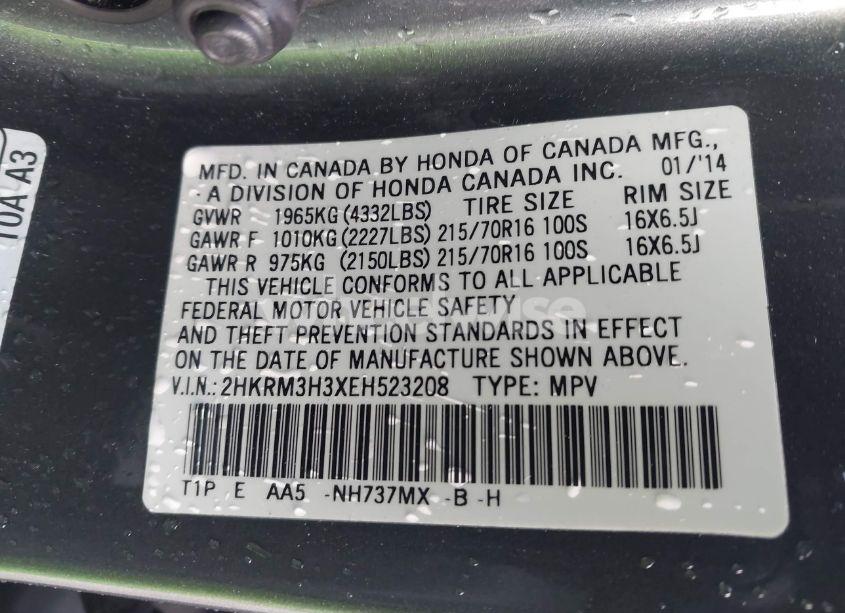 10A A3
MFD. IN CANADA BY HONDA OF CANADA MFG.,
A DIVISION OF HONDA CANADA INC. 01/'14
GVWR 1965KG (4332LBS) TIRE SIZE RIM SIZE
GAWR F 1010KG (2227LBS) 215/70R16 100S 16X6.5J
GAWR R 975KG (2150LBS) 215/70R16 100S 16X6.5J
THIS VEHICLE CONFORMS TO ALL APPLICABLE
FEDERAL MOTOR VEHICLE SAFETY
AND THEFT PREVENTION STANDARDS IN EFFECT
ON THE DATE OF MANUFACTURE SHOWN ABOVE.
V.I.N.: 2HKRM3H3XEH523208 TYPE: MPV
T1P E AA5 -NH737MX -B -H